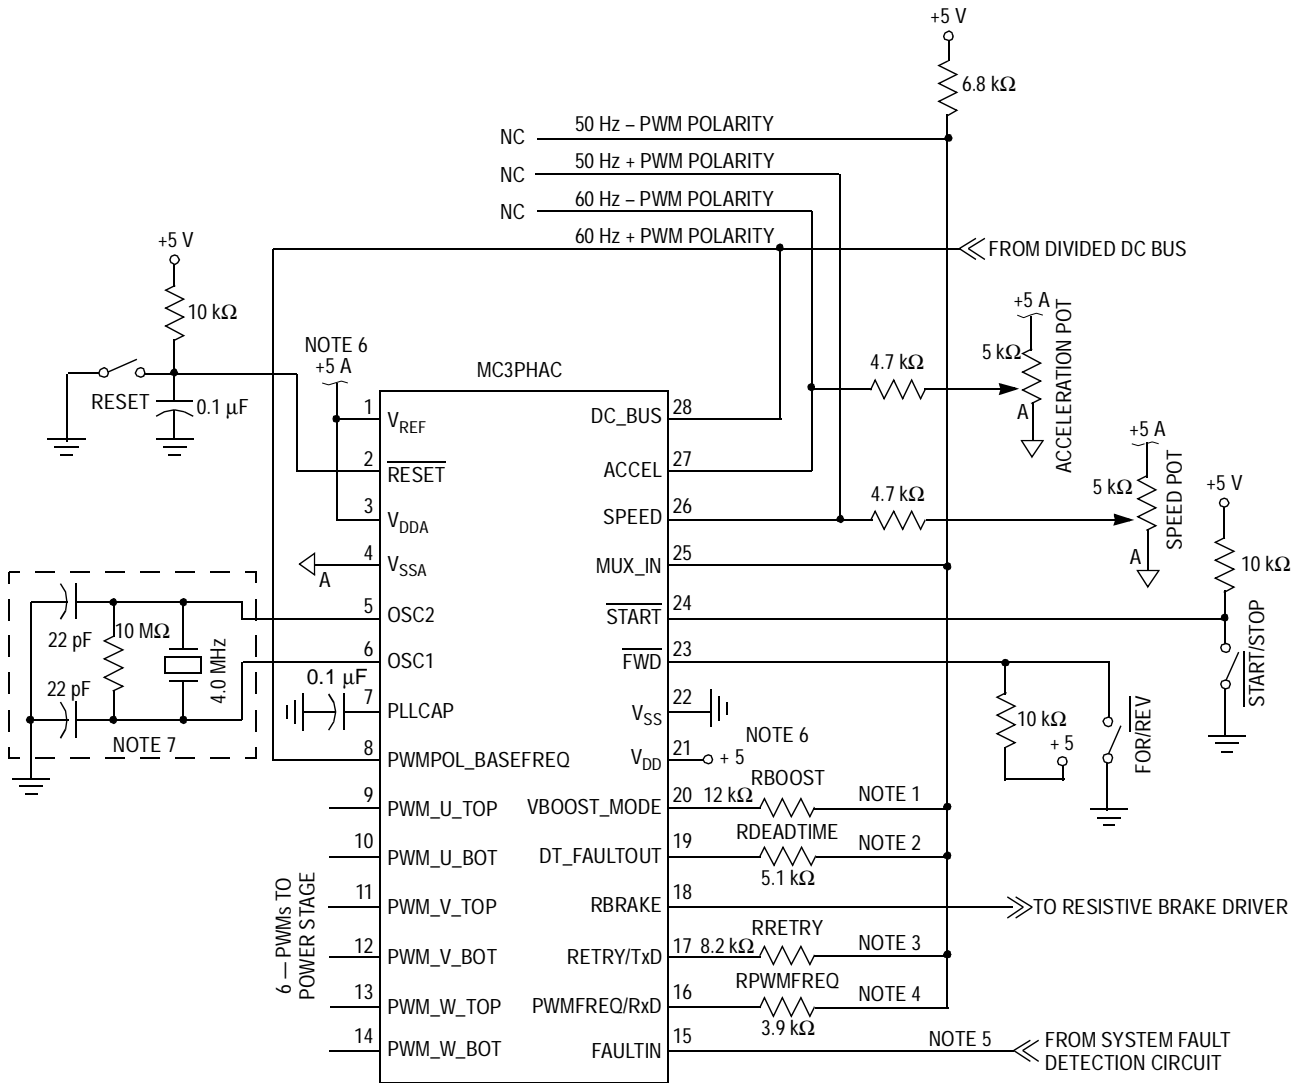 +5 V
6.8 kΩ
NC 50 Hz – PWM POLARITY
NC 50 Hz + PWM POLARITY
NC 60 Hz – PWM POLARITY
60 Hz + PWM POLARITY
FROM DIVIDED DC BUS
+5 V
10 kΩ
RESET
0.1 µF
NOTE 6
+5 A
MC3PHAC
1 VREF
2 RESET
3 VDDA
4 VSSA
A
5 OSC2
6 OSC1
7 PLLCAP
8 PWMPOL_BASEFREQ
9 PWM_U_TOP
10 PWM_U_BOT
11 PWM_V_TOP
12 PWM_V_BOT
13 PWM_W_TOP
14 PWM_W_BOT
22 pF
10 MΩ
4.0 MHz
22 pF
NOTE 7
0.1 µF
6 — PWMs TO
POWER STAGE
DC_BUS 28
ACCEL 27
SPEED 26
MUX_IN 25
START 24
FWD 23
VSS 22
VDD 21
+ 5
NOTE 6
VBOOST_MODE 20 12 kΩ RBOOST NOTE 1
DT_FAULTOUT 19 RDEADTIME 5.1 kΩ NOTE 2
RBRAKE 18 TO RESISTIVE BRAKE DRIVER
RETRY/TxD 17 8.2 kΩ RRETRY NOTE 3
PWMFREQ/RxD 16 RPWMFREQ 3.9 kΩ NOTE 4
FAULTIN 15 NOTE 5 FROM SYSTEM FAULT
DETECTION CIRCUIT
4.7 kΩ
+5 A
5 kΩ
A
ACCELERATION POT
4.7 kΩ
+5 A
5 kΩ
A
SPEED POT
+5 V
10 kΩ
START/STOP
10 kΩ
+ 5
FOR/REV